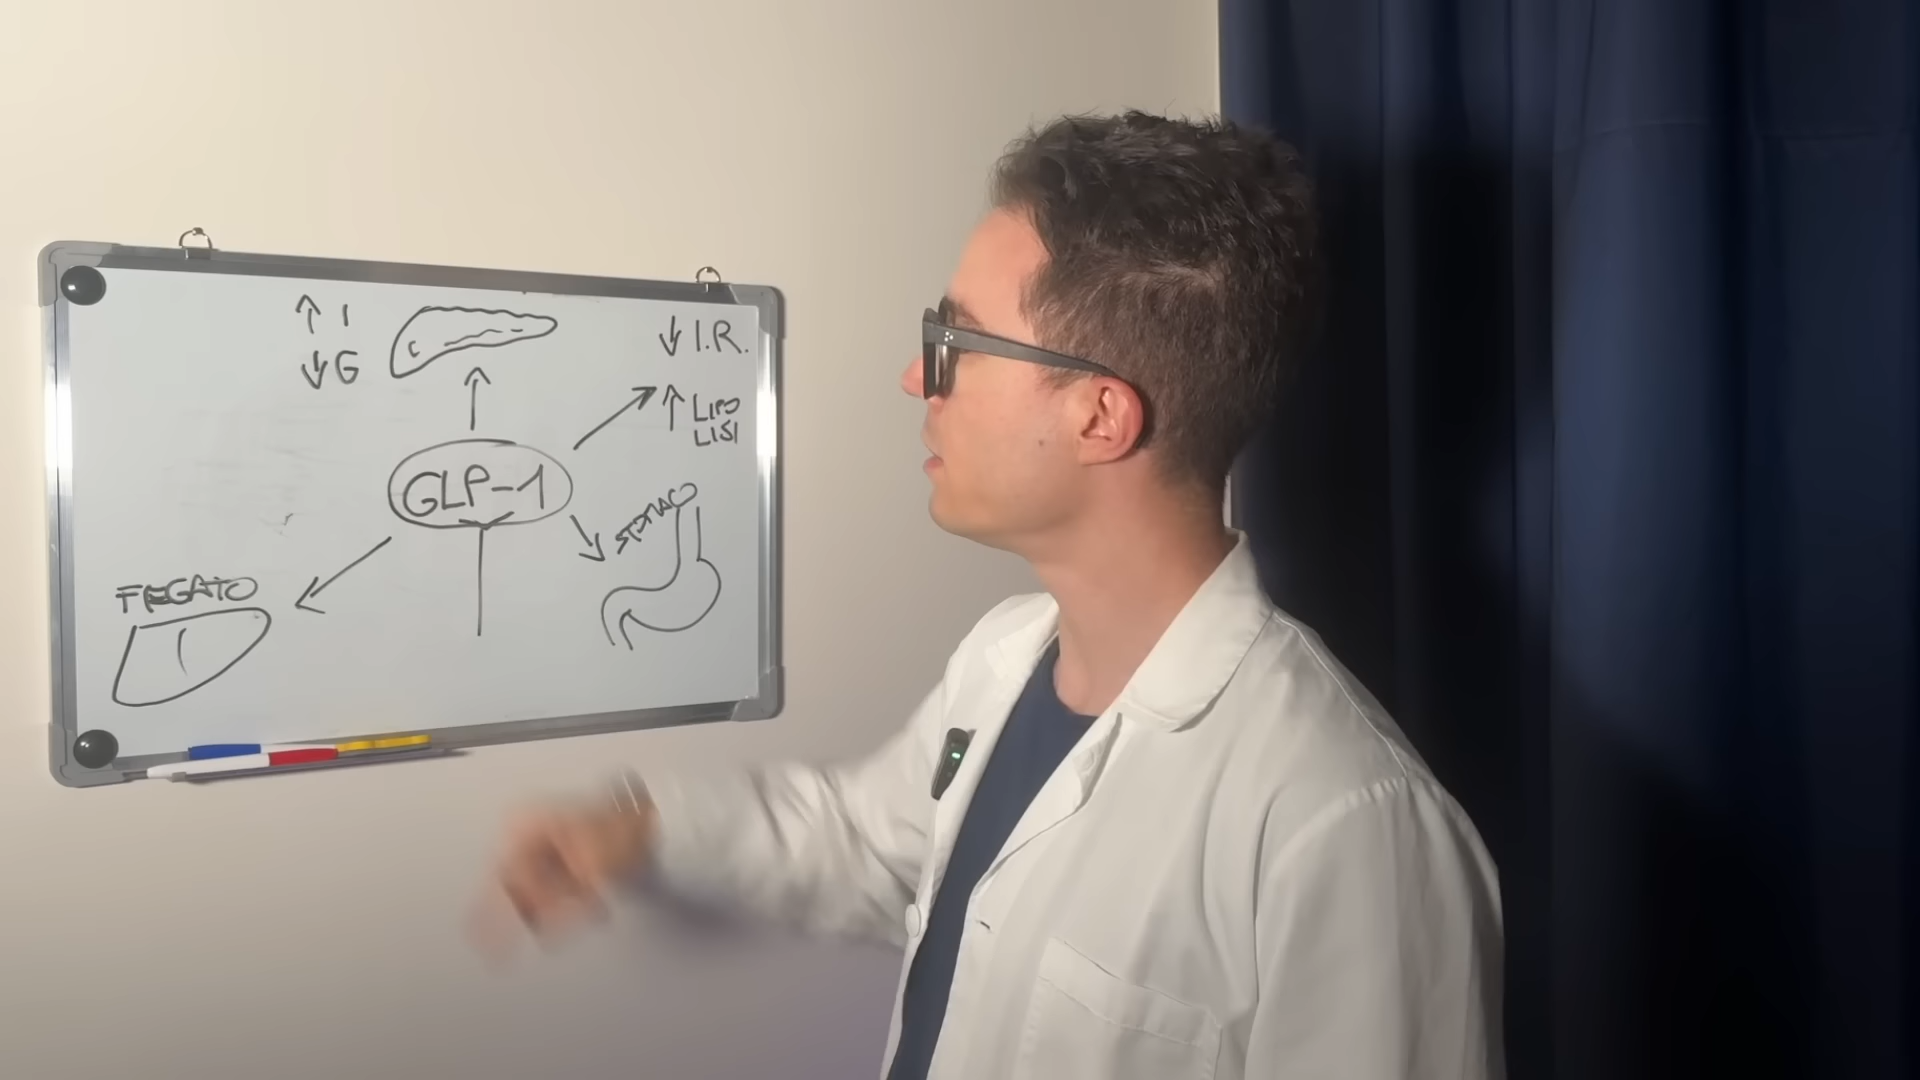 ↑ I
↓ G
↓ I.R.
↑ LIPO
LISI
GLP-1
STOMACO
FEGATO